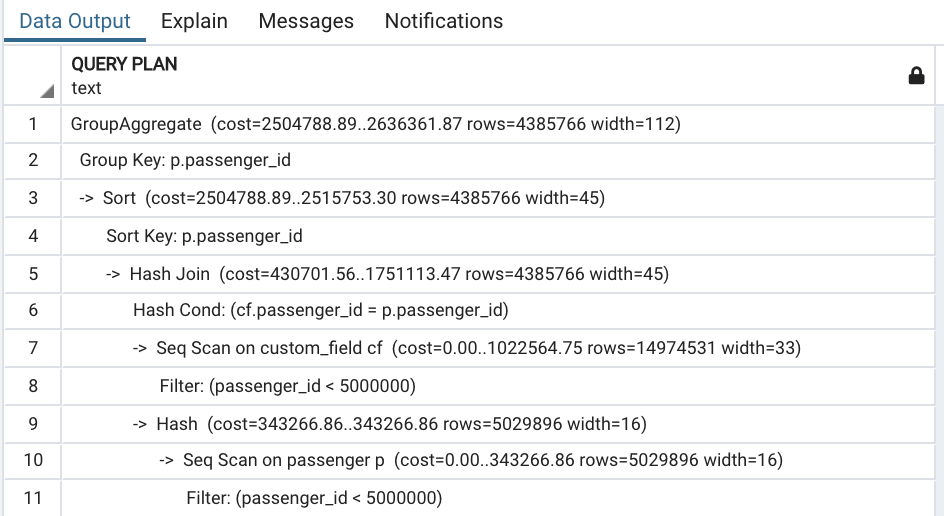 Data Output Explain Messages Notifications
QUERY PLAN
text
1 GroupAggregate (cost=2504788.89..2636361.87 rows=4385766 width=112)
2 Group Key: p.passenger_id
3 -> Sort (cost=2504788.89..2515753.30 rows=4385766 width=45)
4 Sort Key: p.passenger_id
5 -> Hash Join (cost=430701.56..1751113.47 rows=4385766 width=45)
6 Hash Cond: (cf.passenger_id = p.passenger_id)
7 -> Seq Scan on custom_field cf (cost=0.00..1022564.75 rows=14974531 width=33)
8 Filter: (passenger_id < 5000000)
9 -> Hash (cost=343266.86..343266.86 rows=5029896 width=16)
10 -> Seq Scan on passenger p (cost=0.00..343266.86 rows=5029896 width=16)
11 Filter: (passenger_id < 5000000)